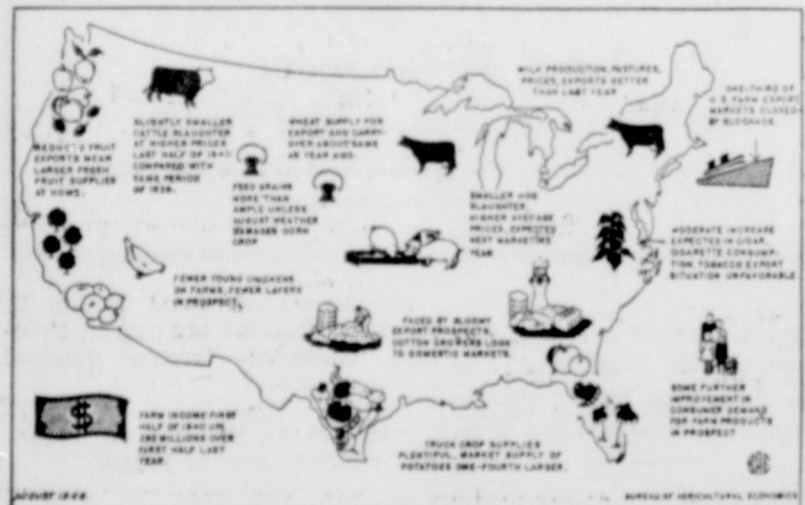 MILK PRODUCTION, PASTURES,
PRICES, EXPORTS BETTER
THAN LAST YEAR
ONE-THIRD OF
U.S. FARM EXPORT
MARKETS CLOSED
BY BLOCKADE.
REDUCED FRUIT
EXPORTS MEAN
LARGER FRESH
FRUIT SUPPLIES
AT HOME.
SLIGHTLY SMALLER
CATTLE SLAUGHTER
AT HIGHER PRICES
LAST HALF OF 1940
COMPARED WITH
SAME PERIOD
OF 1939.
WHEAT SUPPLY FOR
EXPORT AND CARRY-
OVER ABOUT SAME
AS YEAR AGO.
FEED GRAINS
MORE THAN
AMPLE UNLESS
AUGUST WEATHER
DAMAGES CORN
CROP
SMALLER HOG
SLAUGHTER,
HIGHER AVERAGE
PRICES, EXPECTED
NEXT MARKETING
YEAR
MODERATE INCREASE
EXPECTED IN CIGAR,
CIGARETTE CONSUMP-
TION. TOBACCO EXPORT
SITUATION UNFAVORABLE.
FEWER YOUNG CHICKENS
ON FARMS, FEWER LAYERS
IN PROSPECT.
FACED BY GLOOMY
EXPORT PROSPECTS,
COTTON GROWERS LOOK
TO DOMESTIC MARKETS.
FARM INCOME FIRST
HALF OF 1940 UP
MILLIONS OVER
FIRST HALF LAST
YEAR.
TRUCK CROP SUPPLIES
PLENTIFUL, MARKET SUPPLY OF
POTATOES ONE-FOURTH LARGER.
SOME FURTHER
IMPROVEMENT IN
CONSUMER DEMAND
FOR FARM PRODUCTS
IN PROSPECT
AUGUST 1940
BUREAU OF AGRICULTURAL ECONOMICS